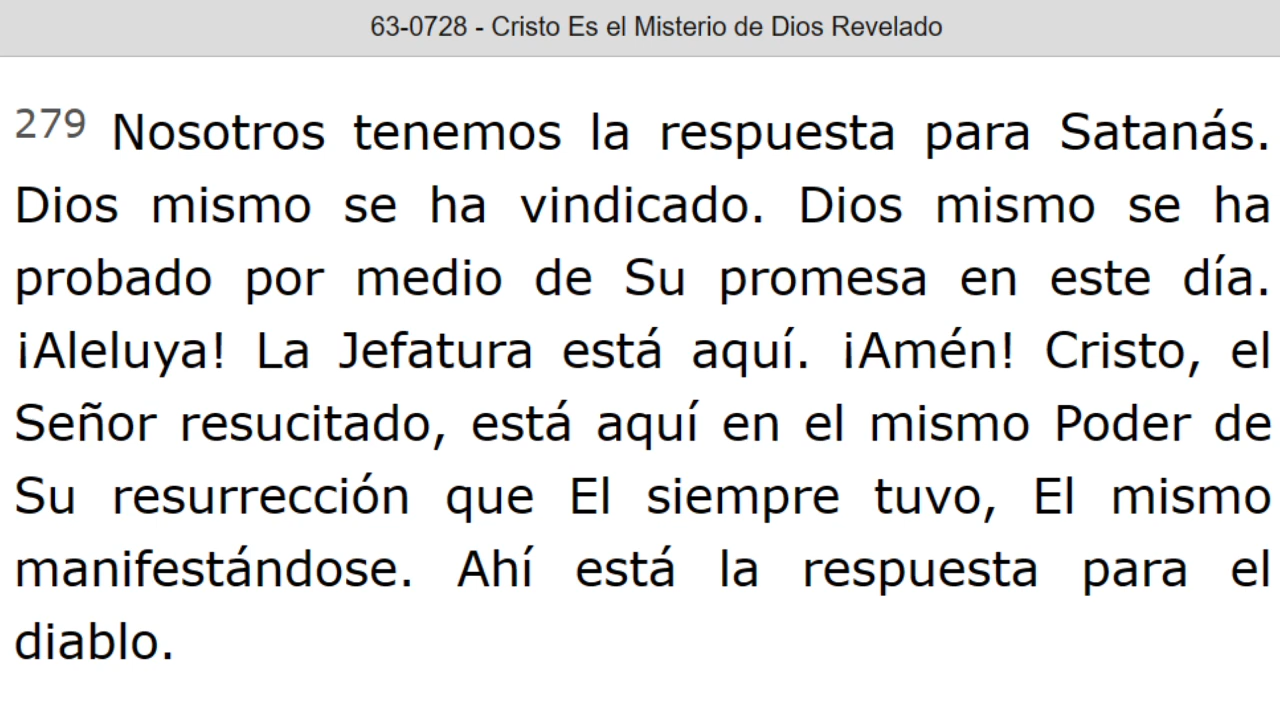 63-0728 - Cristo Es el Misterio de Dios Revelado
279 Nosotros tenemos la respuesta para Satanás.
Dios mismo se ha vindicado. Dios mismo se ha
probado por medio de Su promesa en este día.
¡Aleluya! La Jefatura está aquí. ¡Amén! Cristo, el
Señor resucitado, está aquí en el mismo Poder de
Su resurrección que El siempre tuvo, El mismo
manifestándose. Ahí está la respuesta para el
diablo.